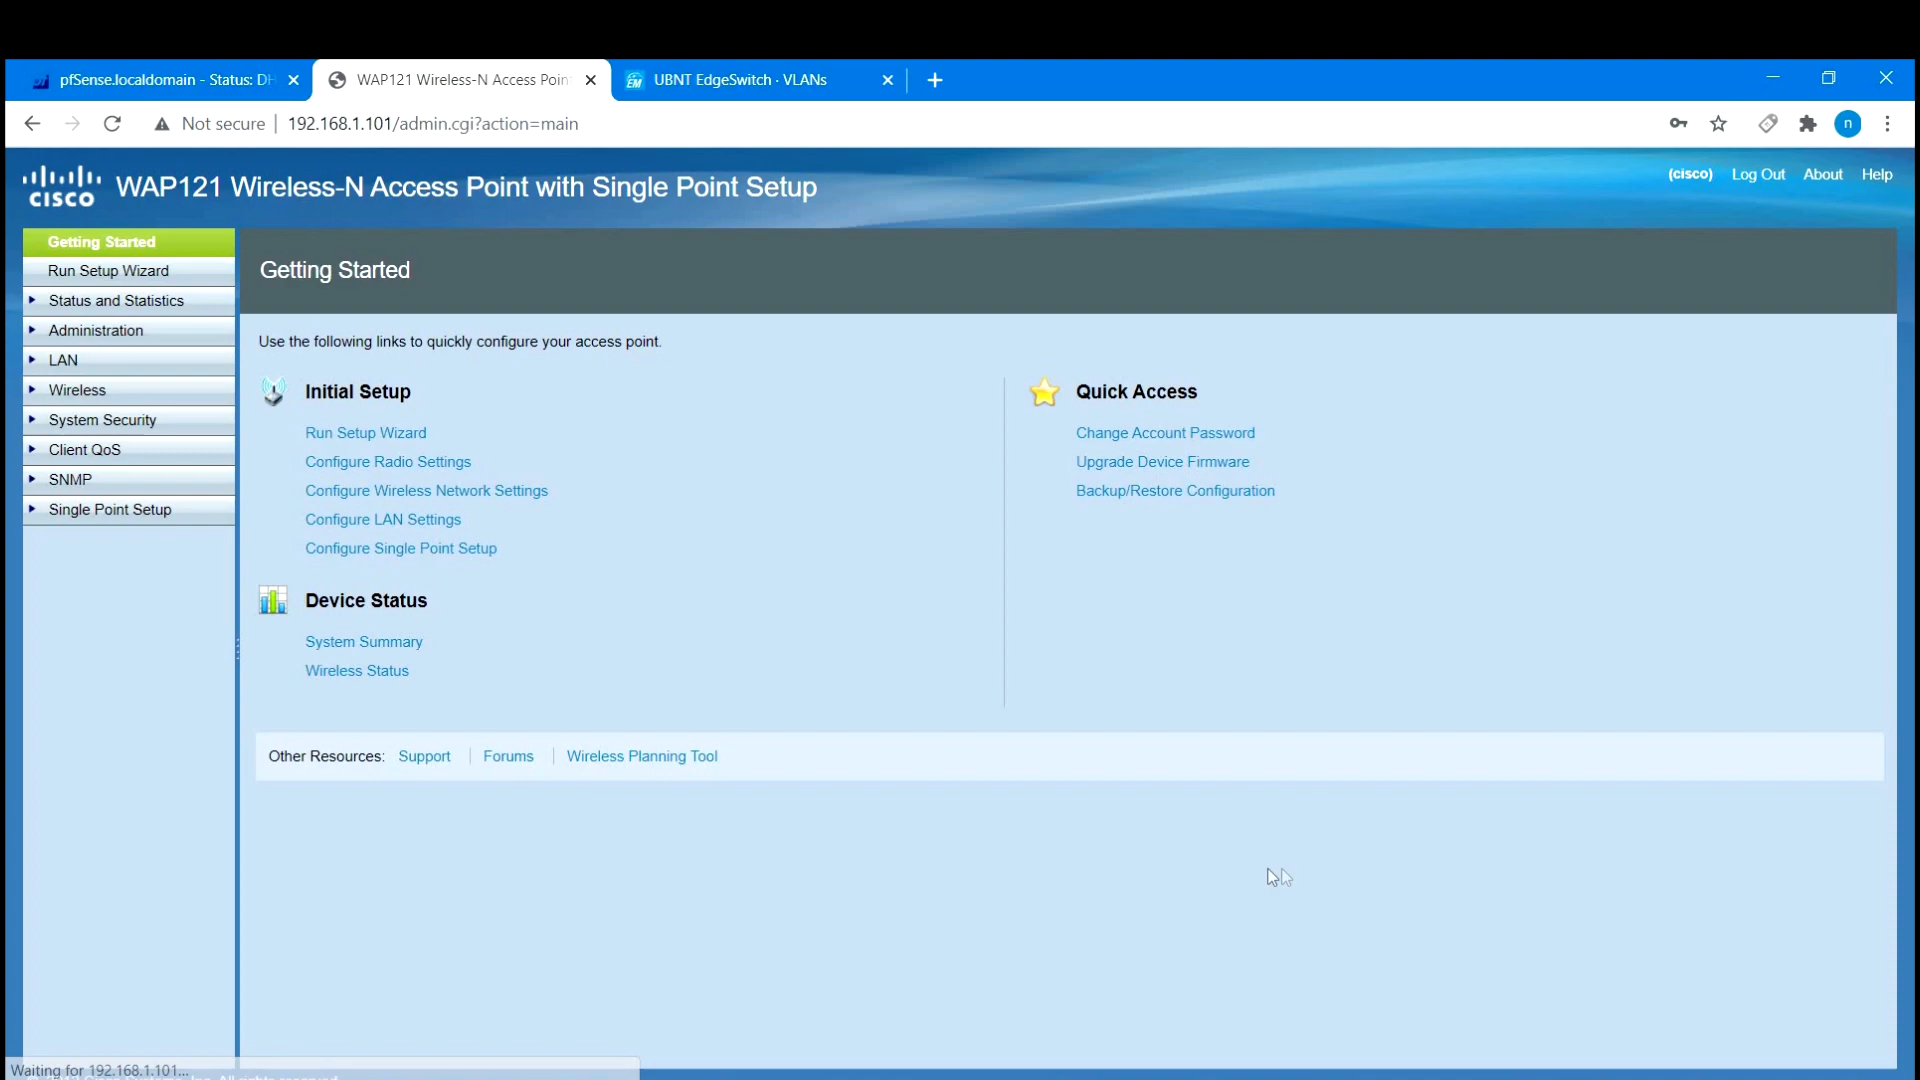 pfSense.localdomain - Status: DH
WAP121 Wireless-N Access Poin
UBNT EdgeSwitch · VLANs
Not secure
192.168.1.101/admin.cgi?action=main
n
CISCO
WAP121 Wireless-N Access Point with Single Point Setup
(cisco) Log Out About Help
Getting Started
Run Setup Wizard
Status and Statistics
Administration
LAN
Wireless
System Security
Client QoS
SNMP
Single Point Setup
Getting Started
Use the following links to quickly configure your access point.
Initial Setup
Run Setup Wizard
Configure Radio Settings
Configure Wireless Network Settings
Configure LAN Settings
Configure Single Point Setup
Device Status
System Summary
Wireless Status
Quick Access
Change Account Password
Upgrade Device Firmware
Backup/Restore Configuration
Other Resources: Support | Forums | Wireless Planning Tool
Waiting for 192.168.1.101...